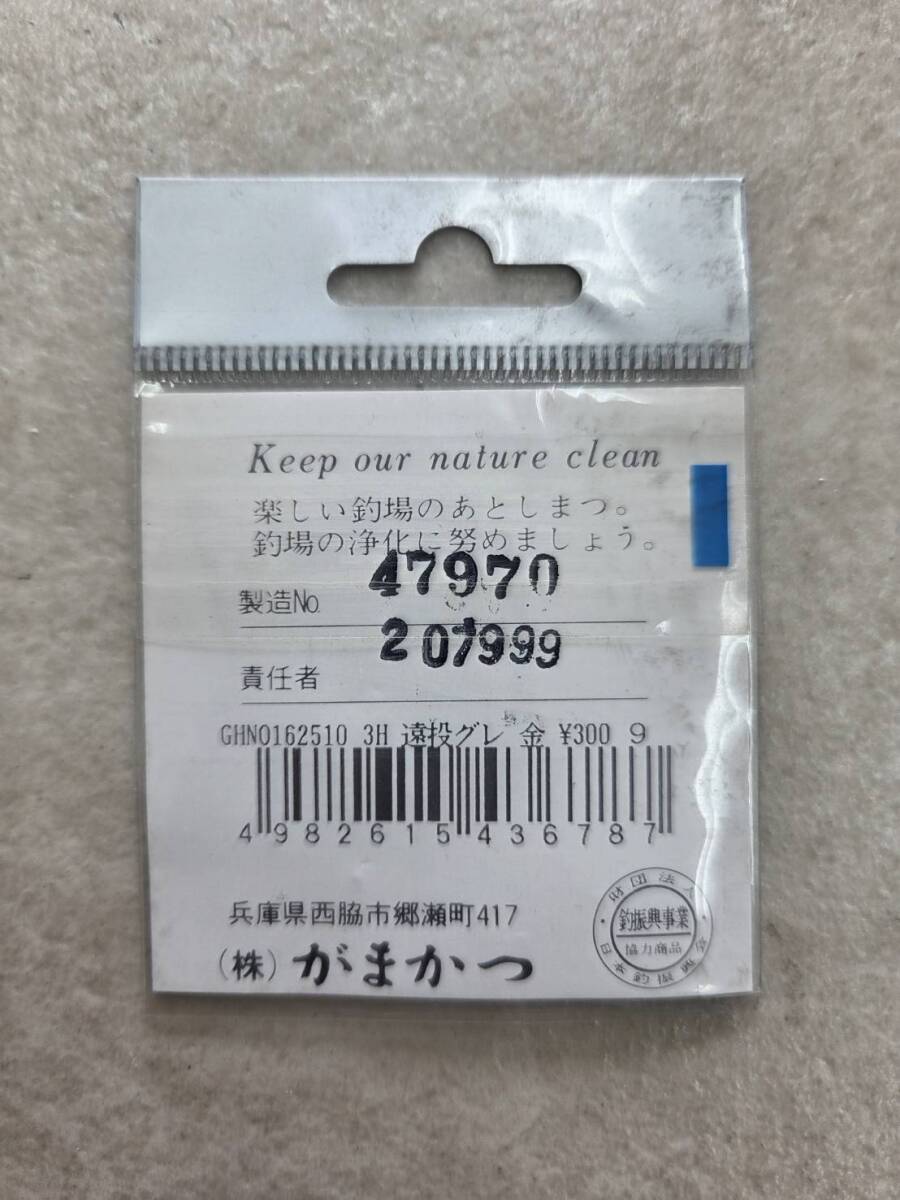 Keep our nature clean
楽しい釣場のあとしまつ。
釣場の浄化に努めましょう。
製造No. 47970
207999
責任者
GHN0162510 3H 遠投グレ 金 ¥300 9
4982615436787
兵庫県西脇市郷瀬町417
(株)がまかつ
財団法人
釣振興事業
協力商品